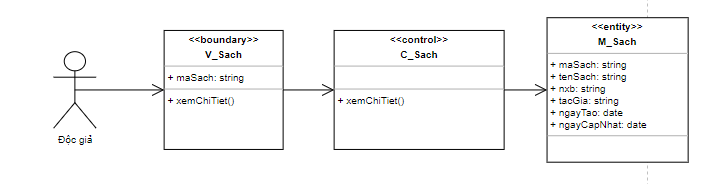 Độc giả
<<boundary>>
V_Sach
+ maSach: string
+ xemChiTiet()
<<control>>
C_Sach
+ xemChiTiet()
<<entity>>
M_Sach
+ maSach: string
+ tenSach: string
+ nxb: string
+ tacGia: string
+ ngayTao: date
+ ngayCapNhat: date